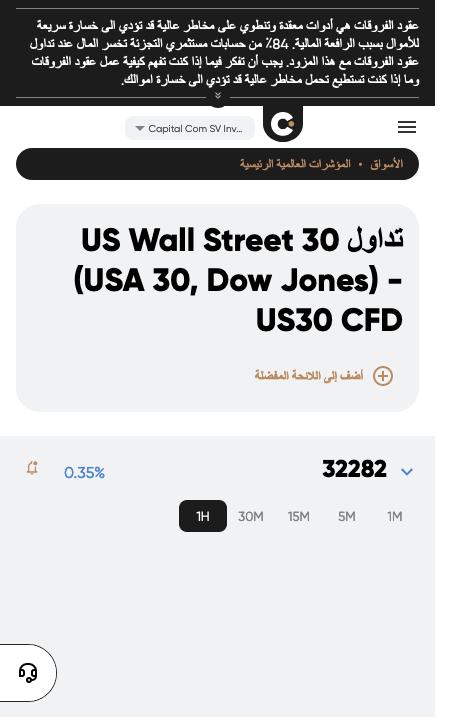 عقود الفروقات هي أدوات معقدة وتنطوي على مخاطر عالية قد تؤدي الى خسارة سريعة
للأموال بسبب الرافعة المالية. 84٪ من حسابات مستثمري التجزئة تخسر المال عند تداول
عقود الفروقات مع هذا المزود. يجب أن تفكر فيما إذا كنت تفهم كيفية عمل عقود الفروقات
وما إذا كنت تستطيع تحمل مخاطر عالية قد تؤدي الى خسارة اموالك.
Capital Com SV Inv...
الأسواق • المؤشرات العالمية الرئيسية
تداول US Wall Street 30
(USA 30, Dow Jones) -
US30 CFD
أضف إلى اللائحة المفضلة
32282
0.35%
1H 30M 15M 5M 1M